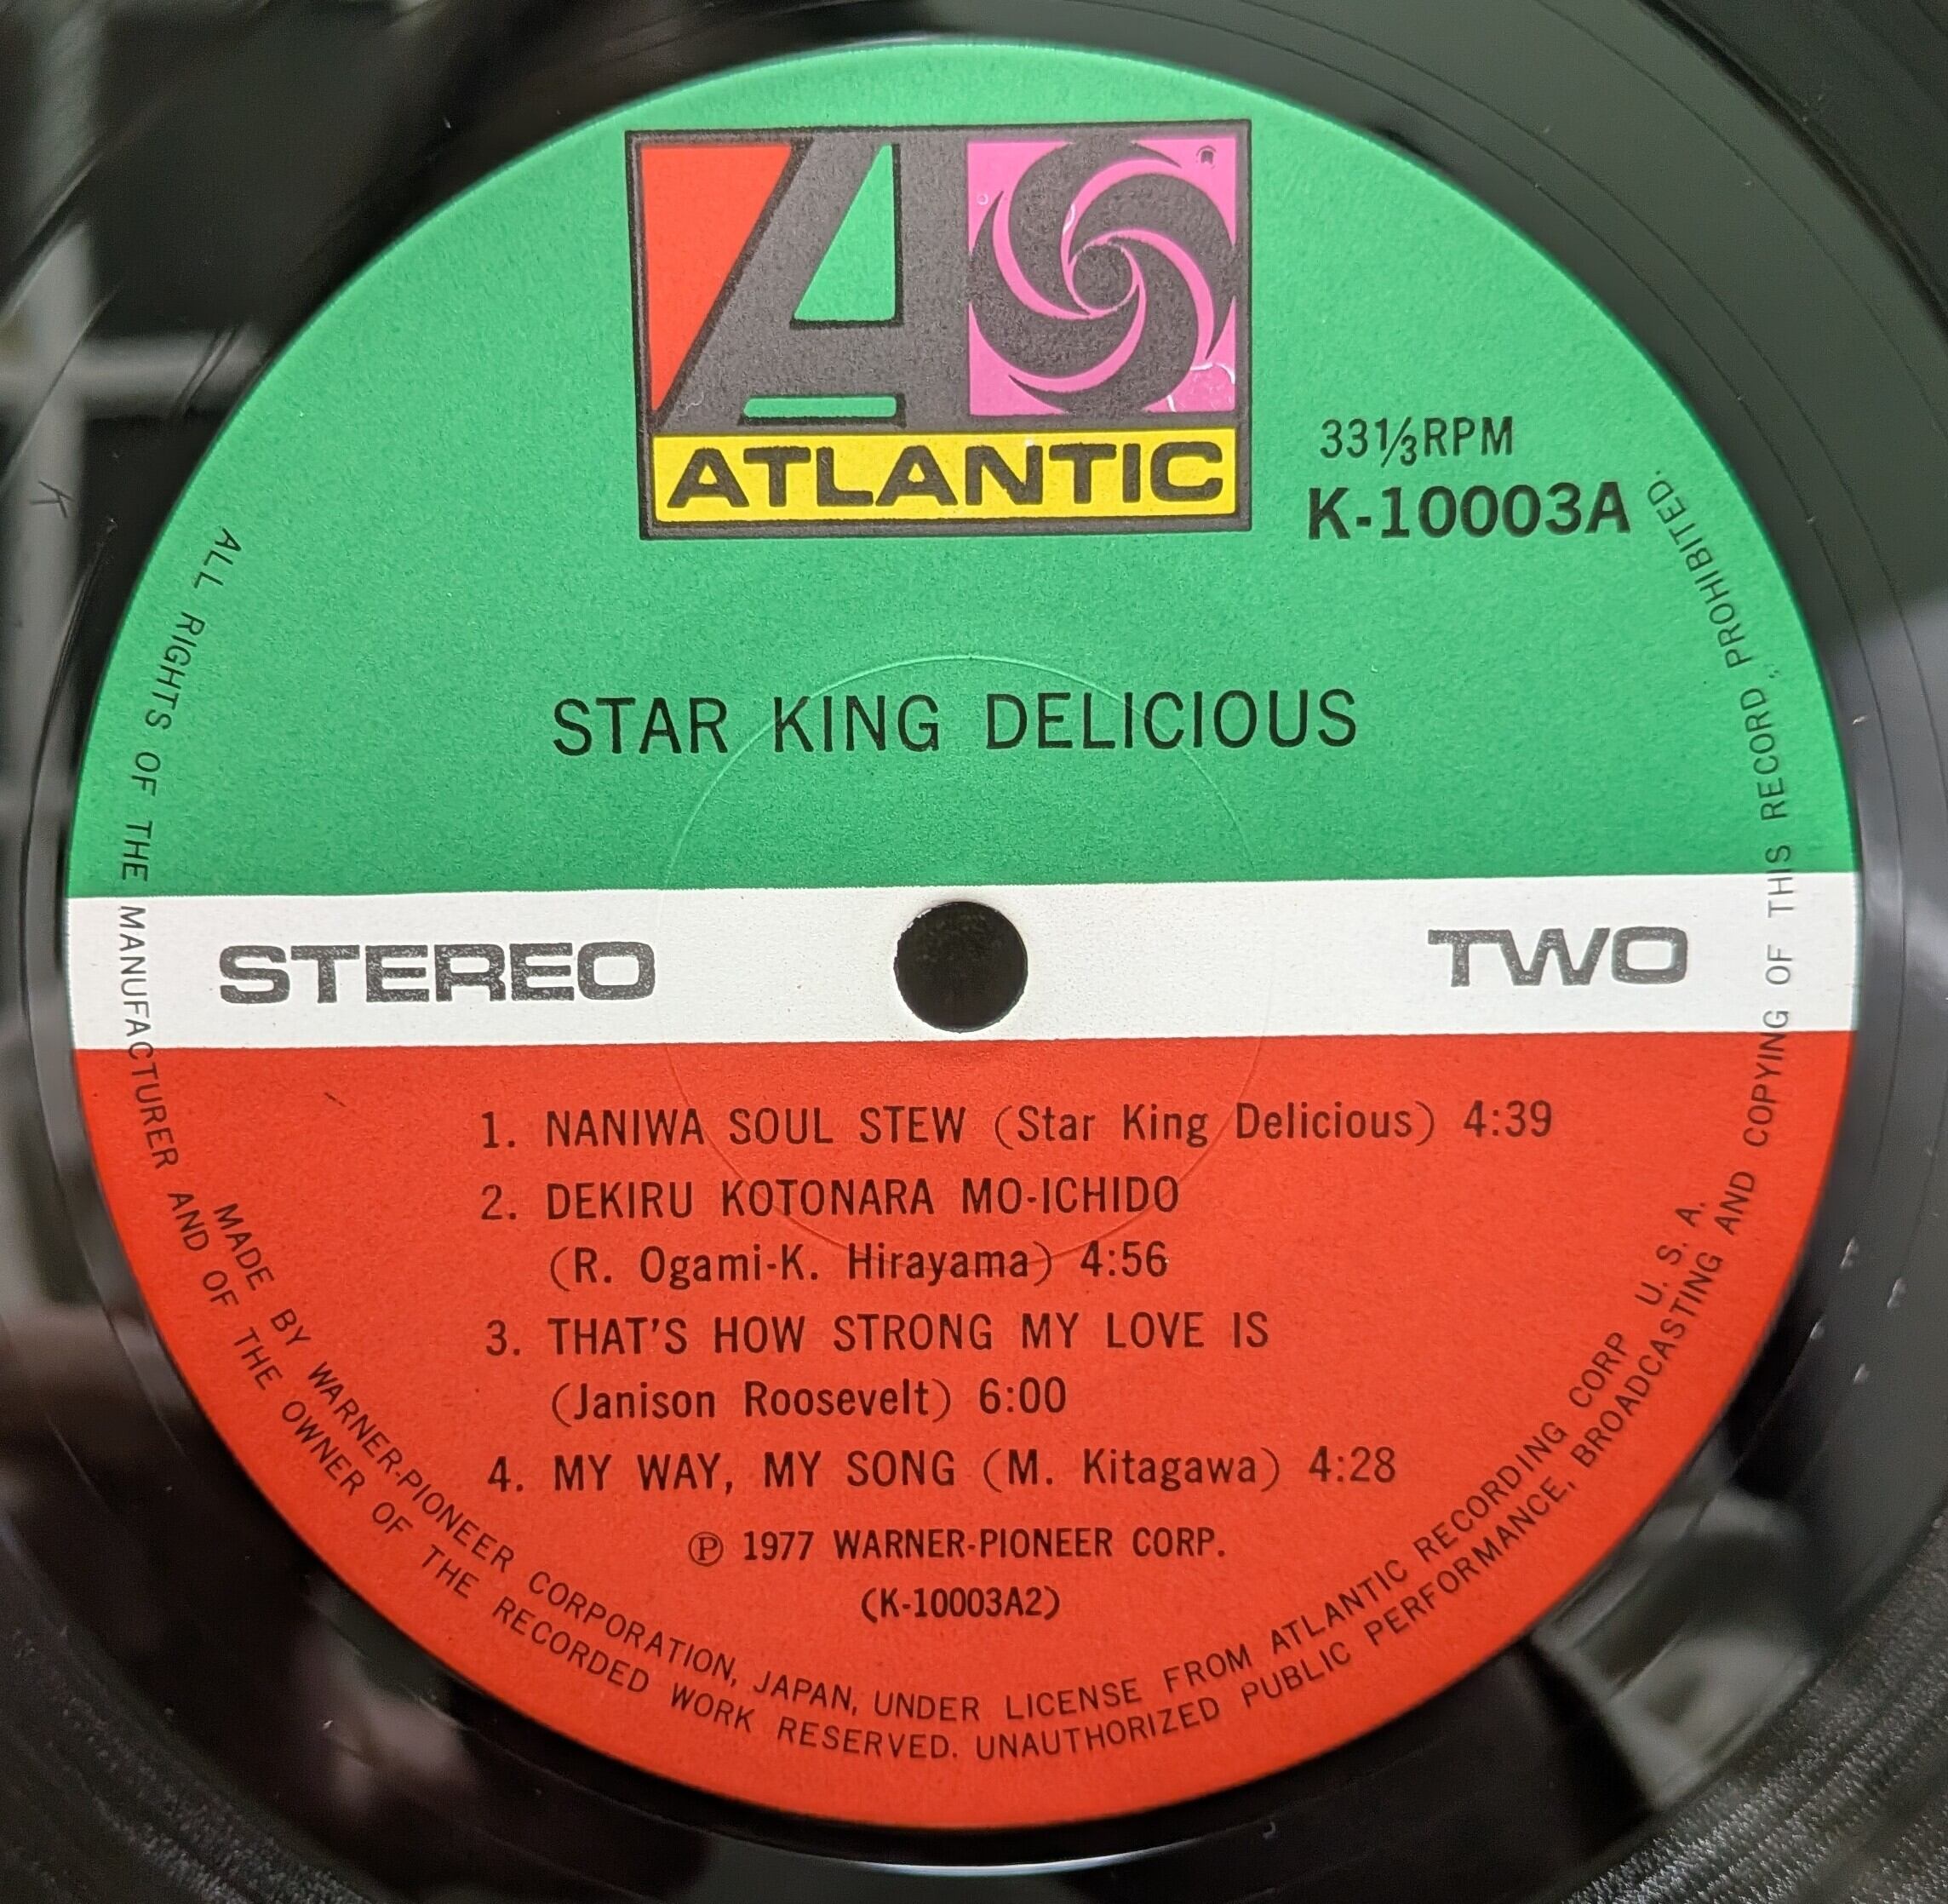 ATLANTIC
33⅓RPM
K-10003A
STAR KING DELICIOUS
STEREO
TWO
1. NANIWA SOUL STEW (Star King Delicious) 4:39
2. DEKIRU KOTONARA MO-ICHIDO
(R. Ogami-K. Hirayama) 4:56
3. THAT'S HOW STRONG MY LOVE IS
(Janison Roosevelt) 6:00
4. MY WAY, MY SONG (M. Kitagawa) 4:28
Ⓟ 1977 WARNER-PIONEER CORP.
(K-10003A2)
MADE BY WARNER-PIONEER CORPORATION, JAPAN, UNDER LICENSE FROM ATLANTIC RECORDING CORP U. S. A.
ALL RIGHTS OF THE MANUFACTURER AND OF THE OWNER OF THE RECORDED WORK RESERVED. UNAUTHORIZED PUBLIC PERFORMANCE, BROADCASTING AND COPYING OF THIS RECORD, PROHIBITED.